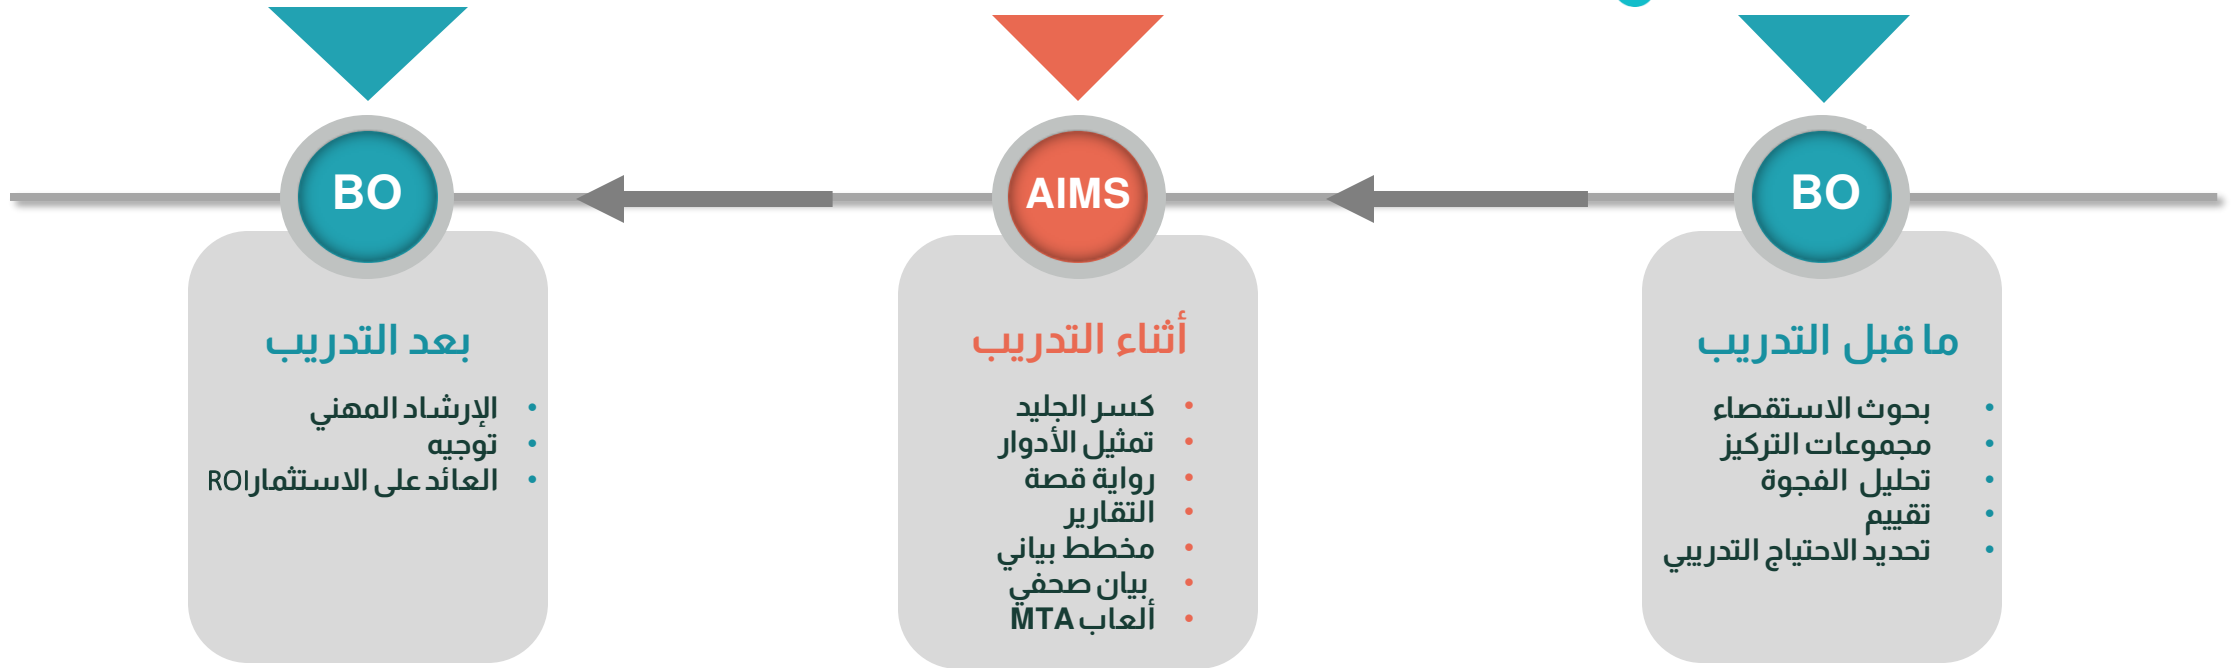 BO
ما قبل التدريب
• بحوث الاستقصاء
• مجموعات التركيز
• تحليل الفجوة
• تقييم
• تحديد الاحتياج التدريبي
AIMS
أثناء التدريب
• كسر الجليد
• تمثيل الأدوار
• رواية قصة
• التقارير
• مخطط بياني
• بيان صحفي
• ألعاب MTA
BO
بعد التدريب
• الإرشاد المهني
• توجيه
• العائد على الاستثمار ROI